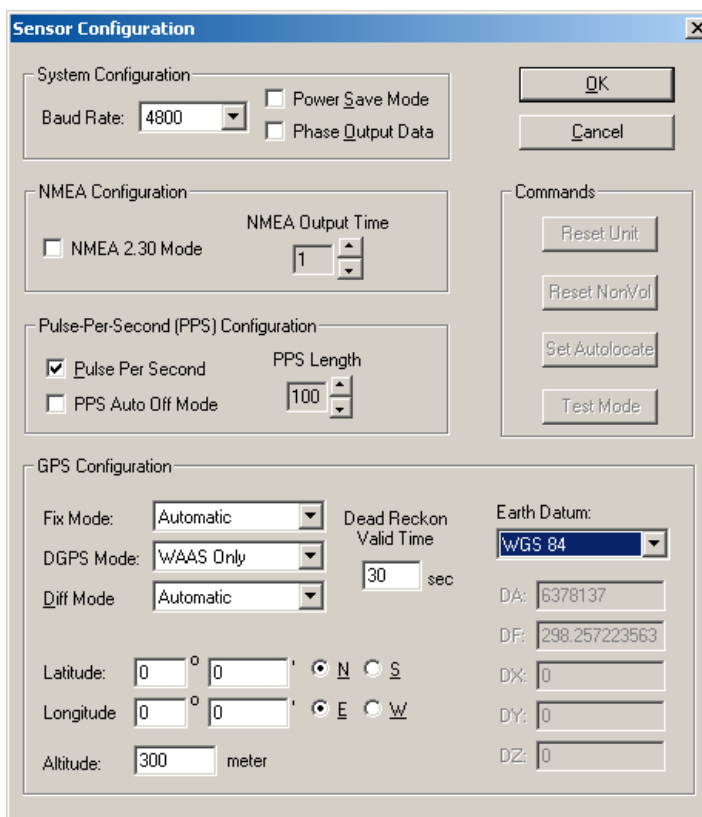 Sensor Configuration
System Configuration
Baud Rate: 4800
Power Save Mode
Phase Output Data
OK
Cancel
NMEA Configuration
NMEA 2.30 Mode
NMEA Output Time
1
Commands
Reset Unit
Reset NonVol
Set Autolocate
Test Mode
Pulse-Per-Second (PPS) Configuration
Pulse Per Second
PPS Auto Off Mode
PPS Length
100
GPS Configuration
Fix Mode: Automatic
DGPS Mode: WAAS Only
Diff Mode Automatic
Dead Reckon
Valid Time
30 sec
Earth Datum:
WGS 84
DA: 6378137
DF: 298.257223563
DX: 0
DY: 0
DZ: 0
Latitude: 0 ° 0 ' N S
Longitude 0 ° 0 ' E W
Altitude: 300 meter